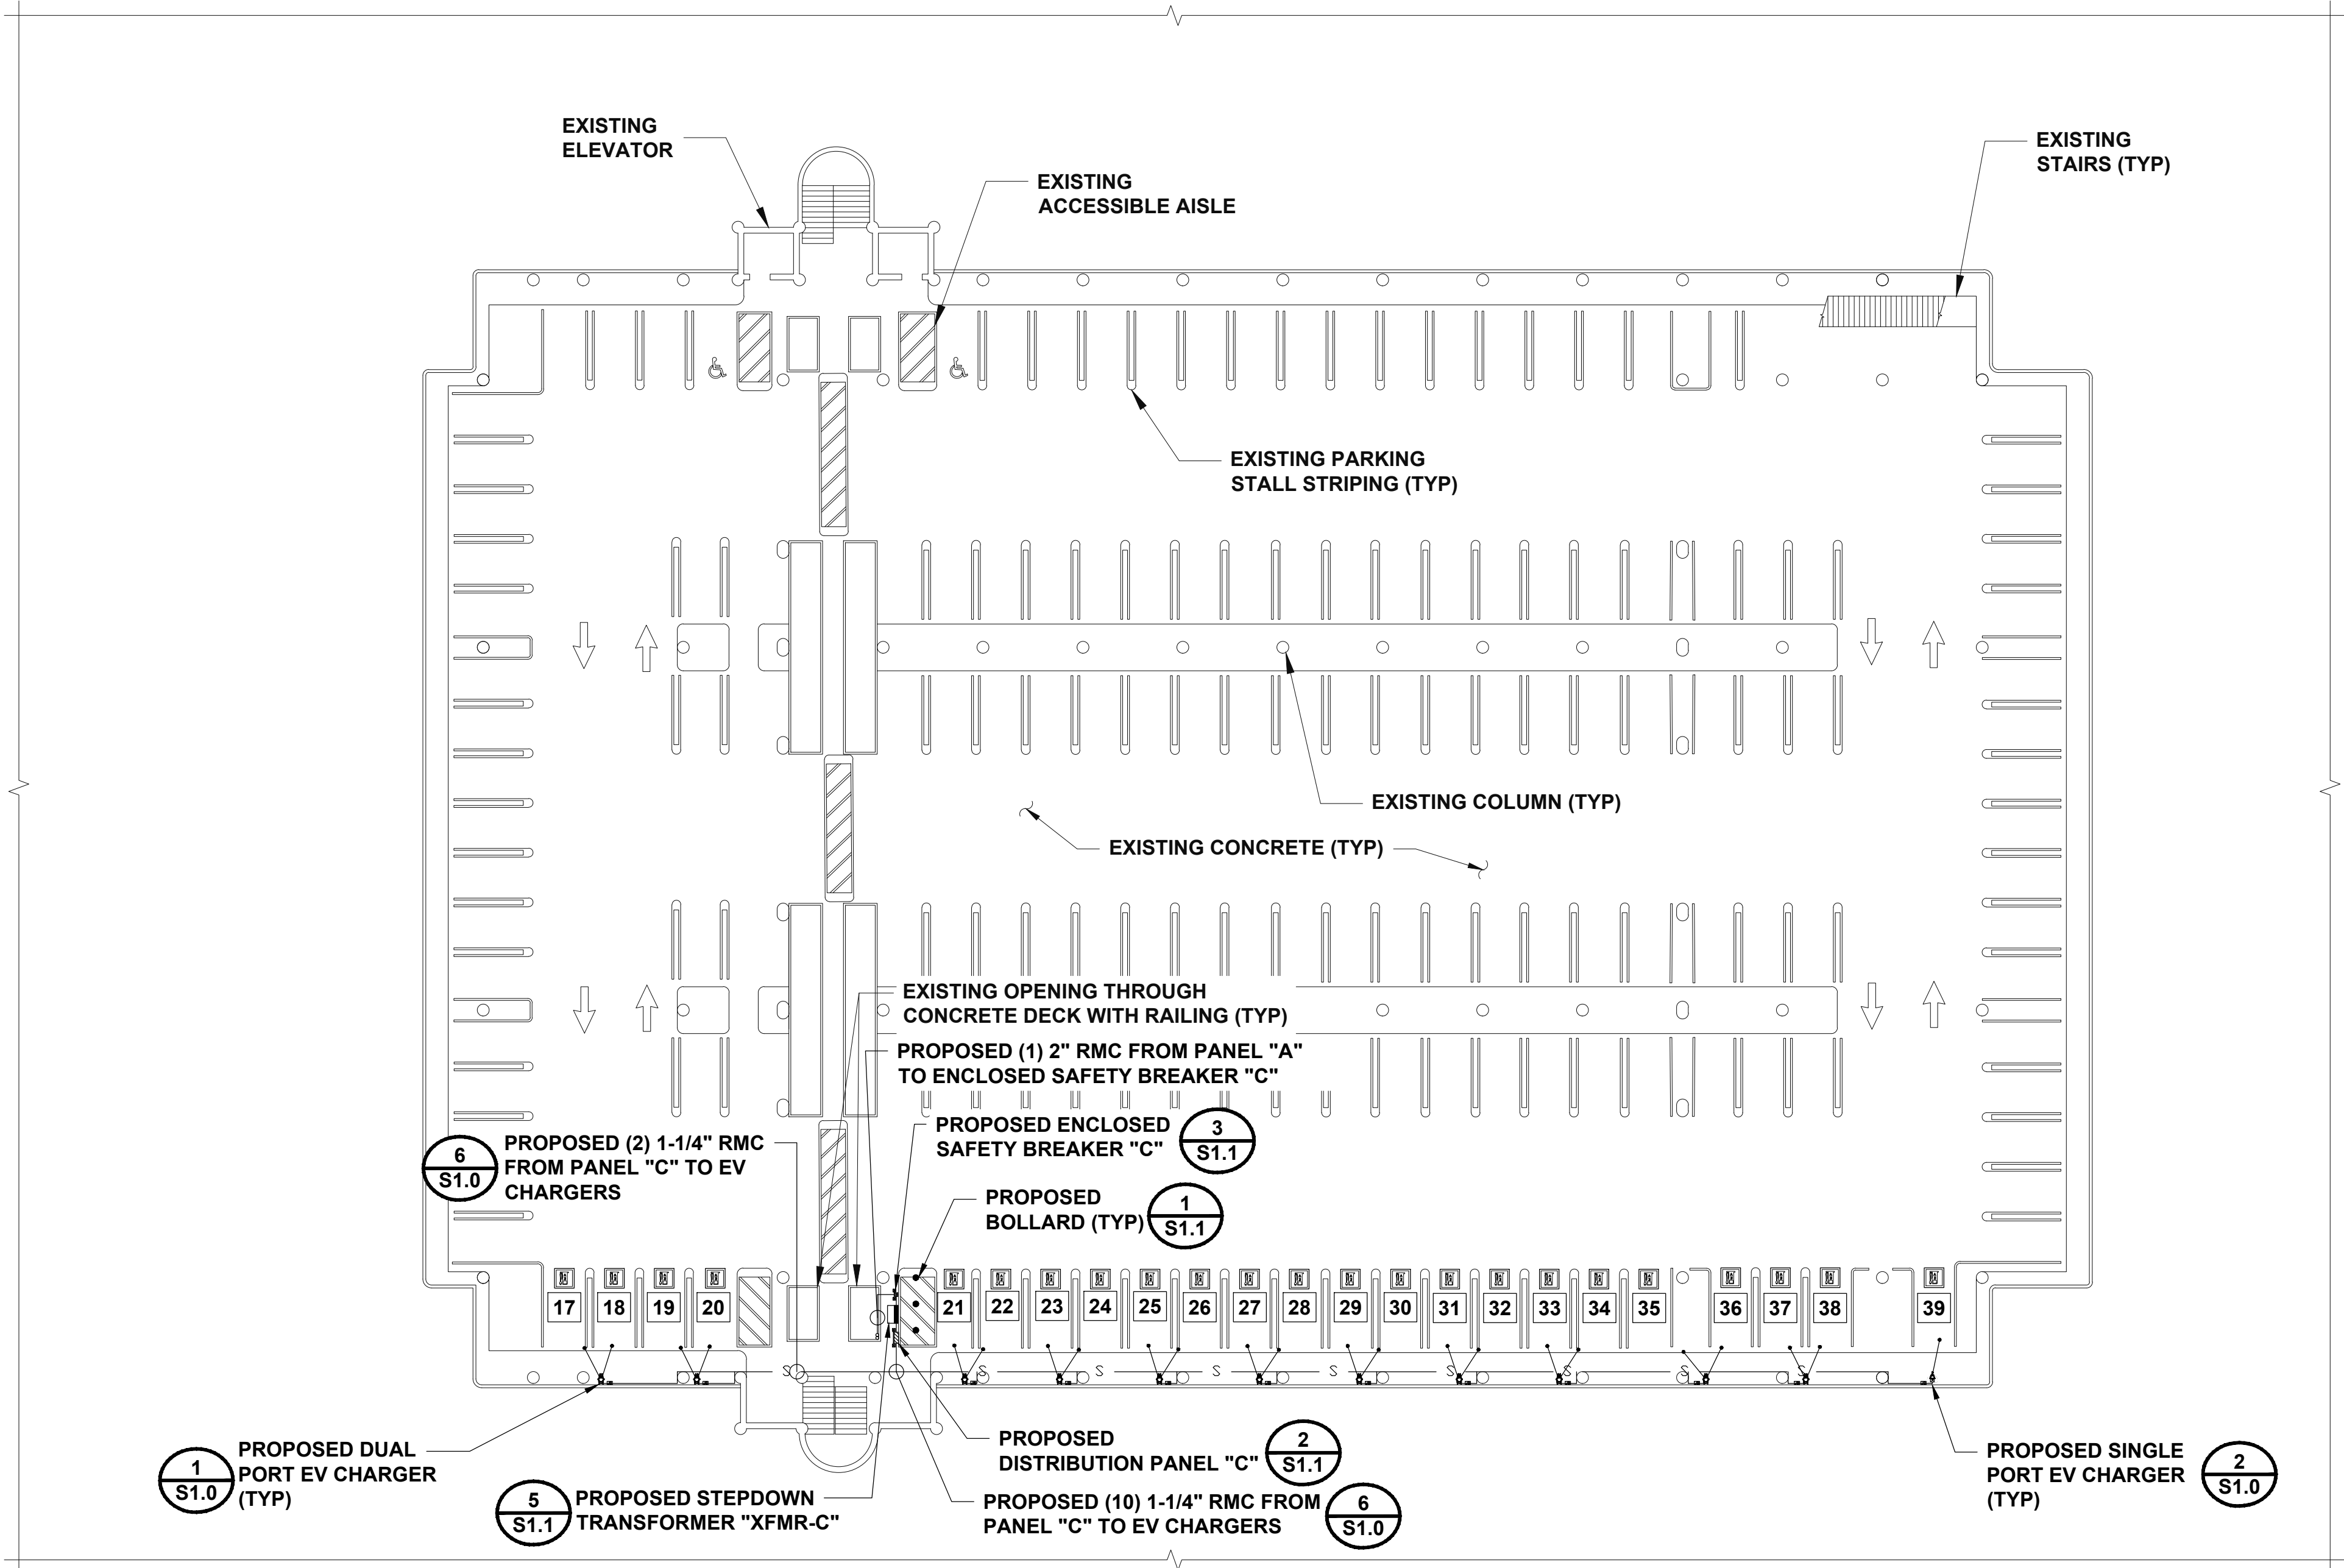 EXISTING
ELEVATOR
EXISTING
ACCESSIBLE AISLE
EXISTING
STAIRS (TYP)
EXISTING PARKING
STALL STRIPING (TYP)
EXISTING COLUMN (TYP)
EXISTING CONCRETE (TYP)
EXISTING OPENING THROUGH
CONCRETE DECK WITH RAILING (TYP)
PROPOSED (1) 2" RMC FROM PANEL "A"
TO ENCLOSED SAFETY BREAKER "C"
PROPOSED ENCLOSED
SAFETY BREAKER "C"
3
S1.1
6
S1.0
PROPOSED (2) 1-1/4" RMC
FROM PANEL "C" TO EV
CHARGERS
PROPOSED
BOLLARD (TYP)
1
S1.1
17 18 19 20 21 22 23 24 25 26 27 28 29 30 31 32 33 34 35 36 37 38 39
S S S S S S S S
1
S1.0
PROPOSED DUAL
PORT EV CHARGER
(TYP)
5
S1.1
PROPOSED STEPDOWN
TRANSFORMER "XFMR-C"
PROPOSED
DISTRIBUTION PANEL "C"
2
S1.1
PROPOSED (10) 1-1/4" RMC FROM
PANEL "C" TO EV CHARGERS
6
S1.0
PROPOSED SINGLE
PORT EV CHARGER
(TYP)
2
S1.0